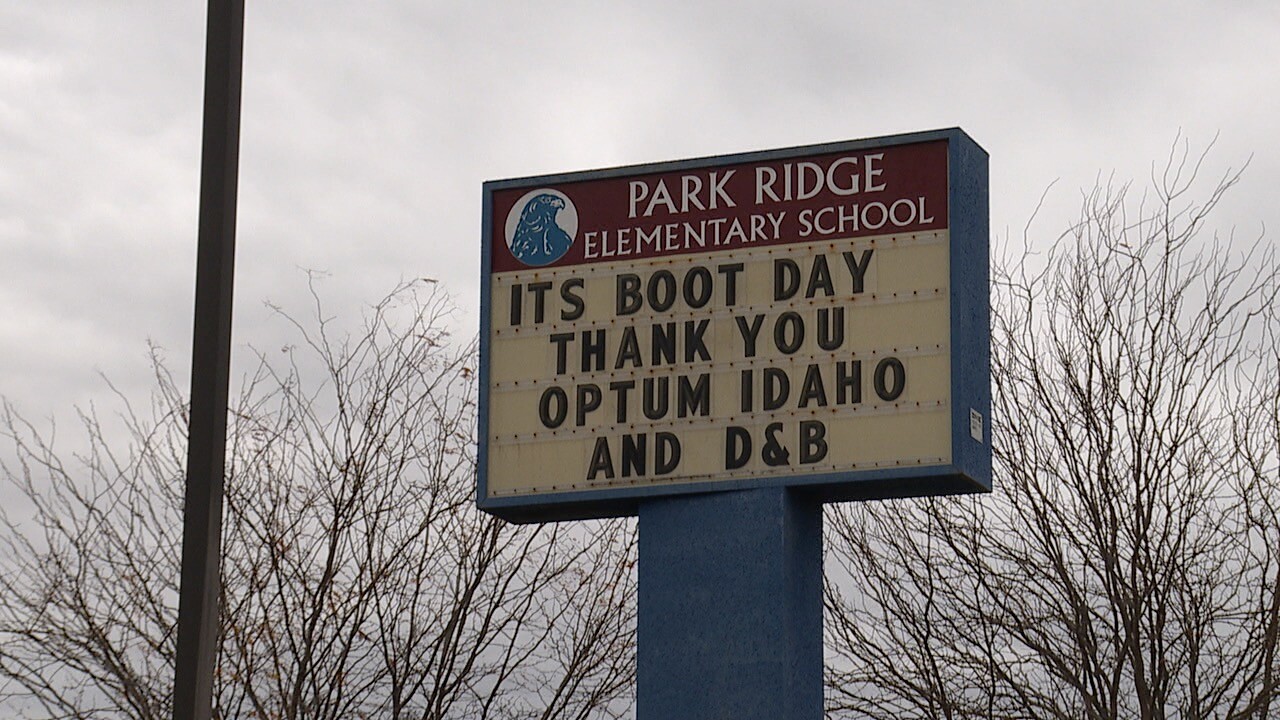 PARK RIDGE
ELEMENTARY SCHOOL
ITS BOOT DAY
THANK YOU
OPTUM IDAHO
AND D&B